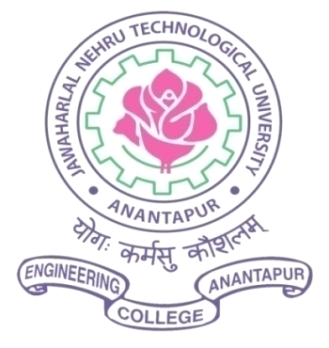 JAWAHARLAL NEHRU TECHNOLOGICAL UNIVERSITY
ANANTAPUR
योगः कर्मसु कौशलम्
ENGINEERING COLLEGE ANANTAPUR